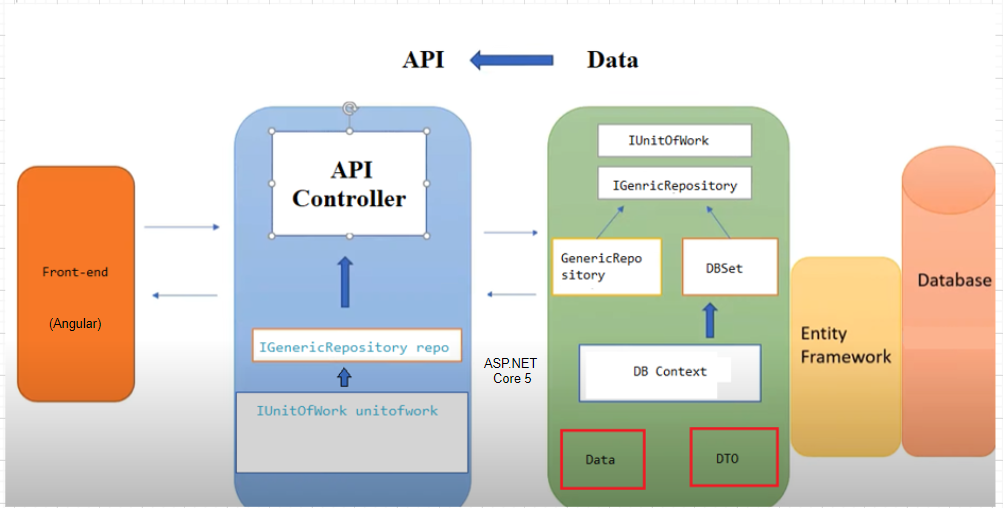 API
Data
API
Controller
IGenericRepository repo
IUnitOfWork unitofwork
Front-end
(Angular)
ASP.NET
Core 5
IUnitOfWork
IGenricRepository
GenericRepo
sitory
DBSet
DB Context
Data
DTO
Entity
Framework
Database